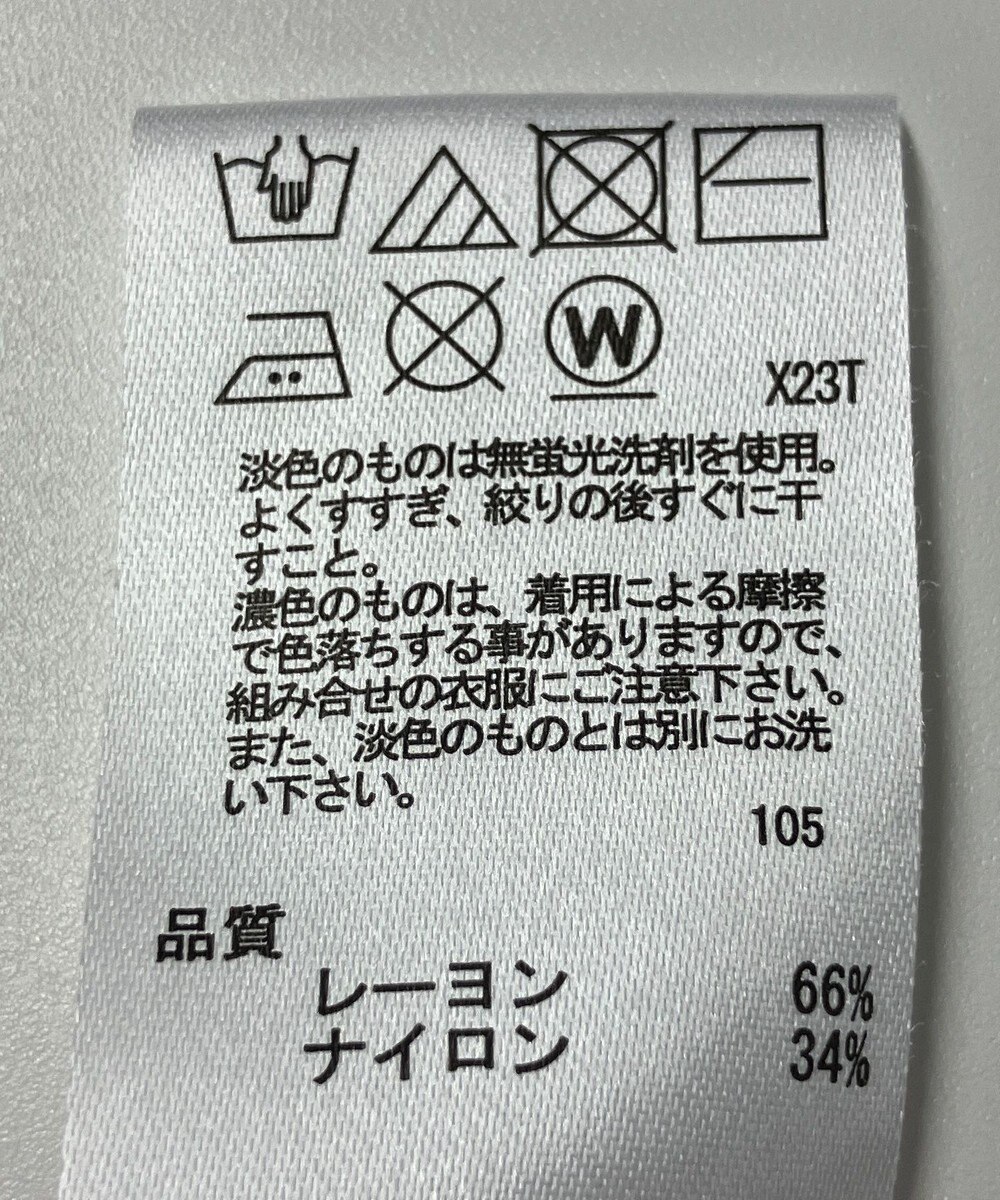 W
X23T
淡色のものは無蛍光洗剤を使用。
よくすすぎ、絞りの後すぐに干
すこと。
濃色のものは、着用による摩擦
で色落ちする事がありますので、
組み合せの衣服にご注意下さい。
また、淡色のものとは別にお洗
い下さい。
105
品質
レーヨン 66%
ナイロン 34%